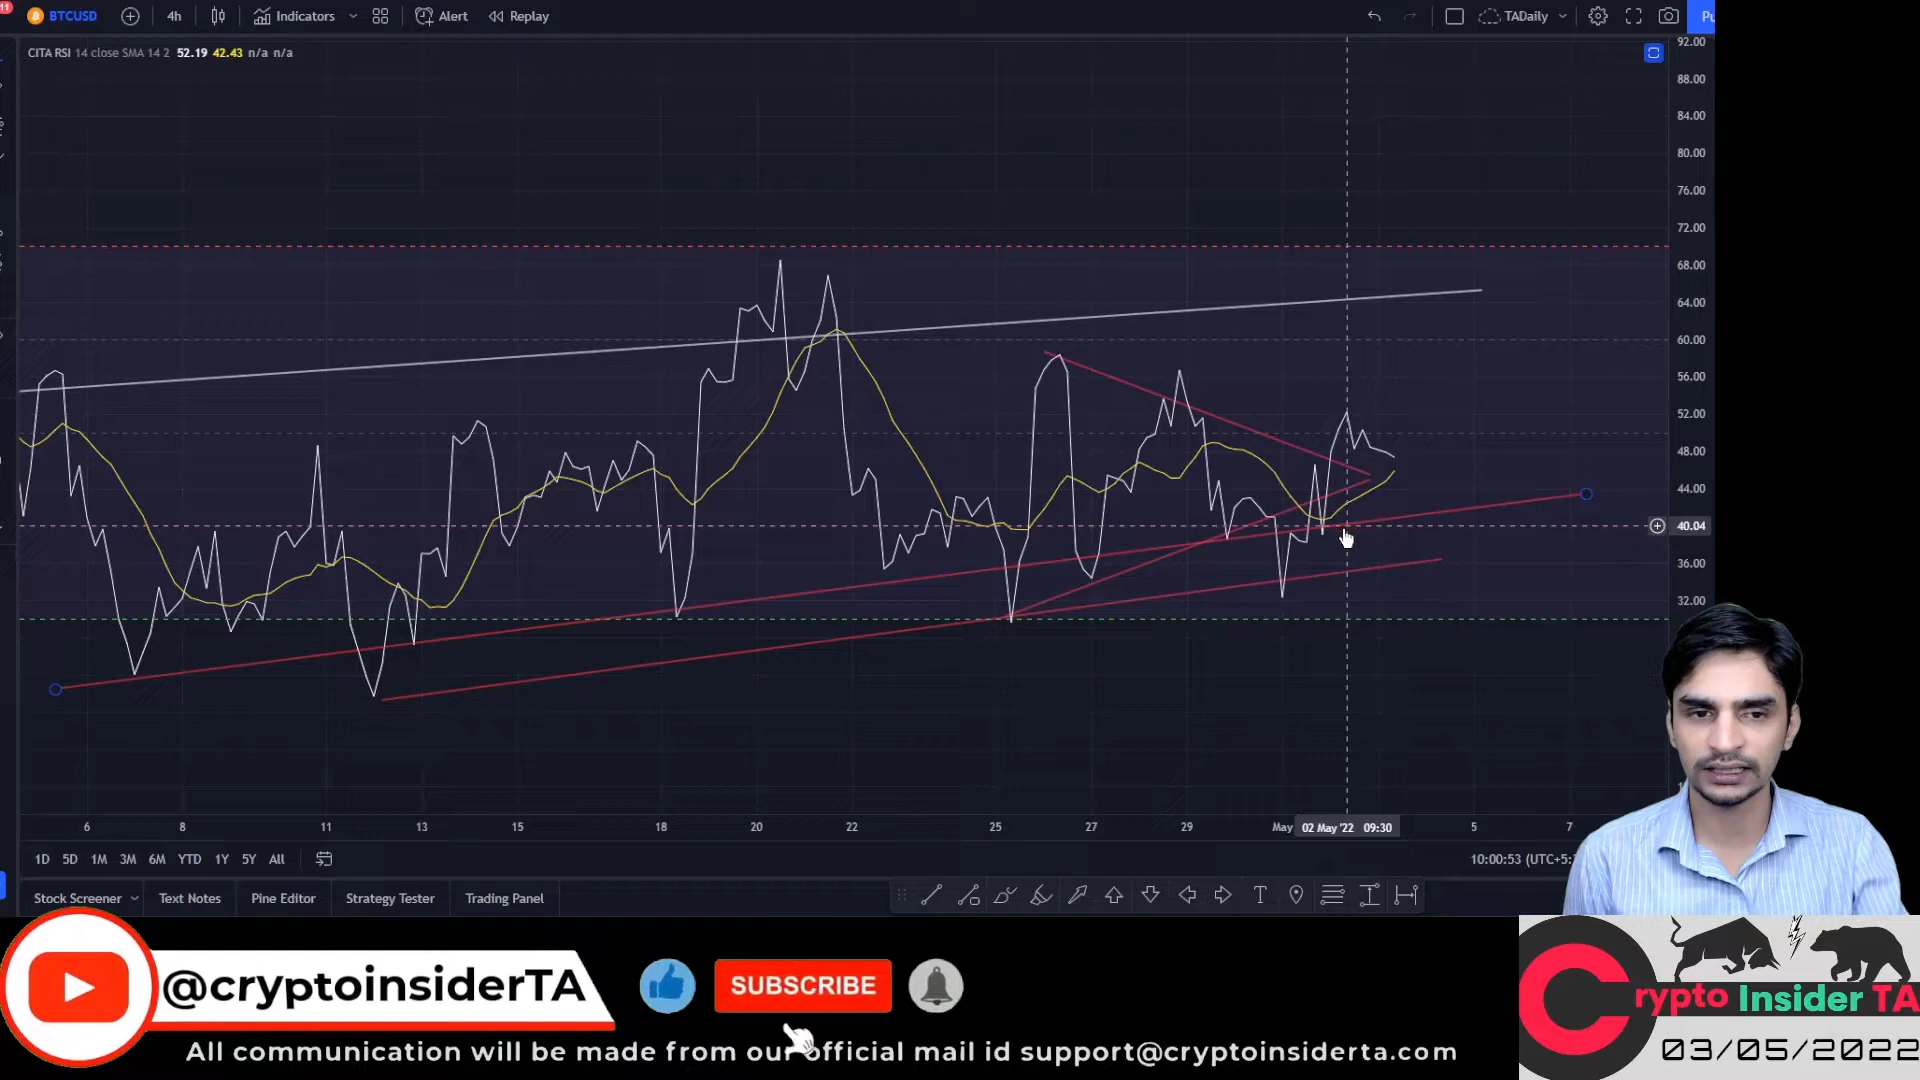 11
BTCUSD
4h
Indicators
Alert
Replay
TADaily
Pu
CITA RSI 14 close SMA 14 2 52.19 42.43 n/a n/a
92.00
88.00
84.00
80.00
76.00
72.00
68.00
64.00
60.00
56.00
52.00
48.00
44.00
40.04
36.00
32.00
6 8 11 13 15 18 20 22 25 27 29 May 02 May '22 09:30 5 7
1D 5D 1M 3M 6M YTD 1Y 5Y All
10:00:53 (UTC+5:
Stock Screener Text Notes Pine Editor Strategy Tester Trading Panel
@cryptoinsiderTA
SUBSCRIBE
All communication will be made from our official mail id support@cryptoinsiderta.com
Crypto Insider TA
03/05/2022